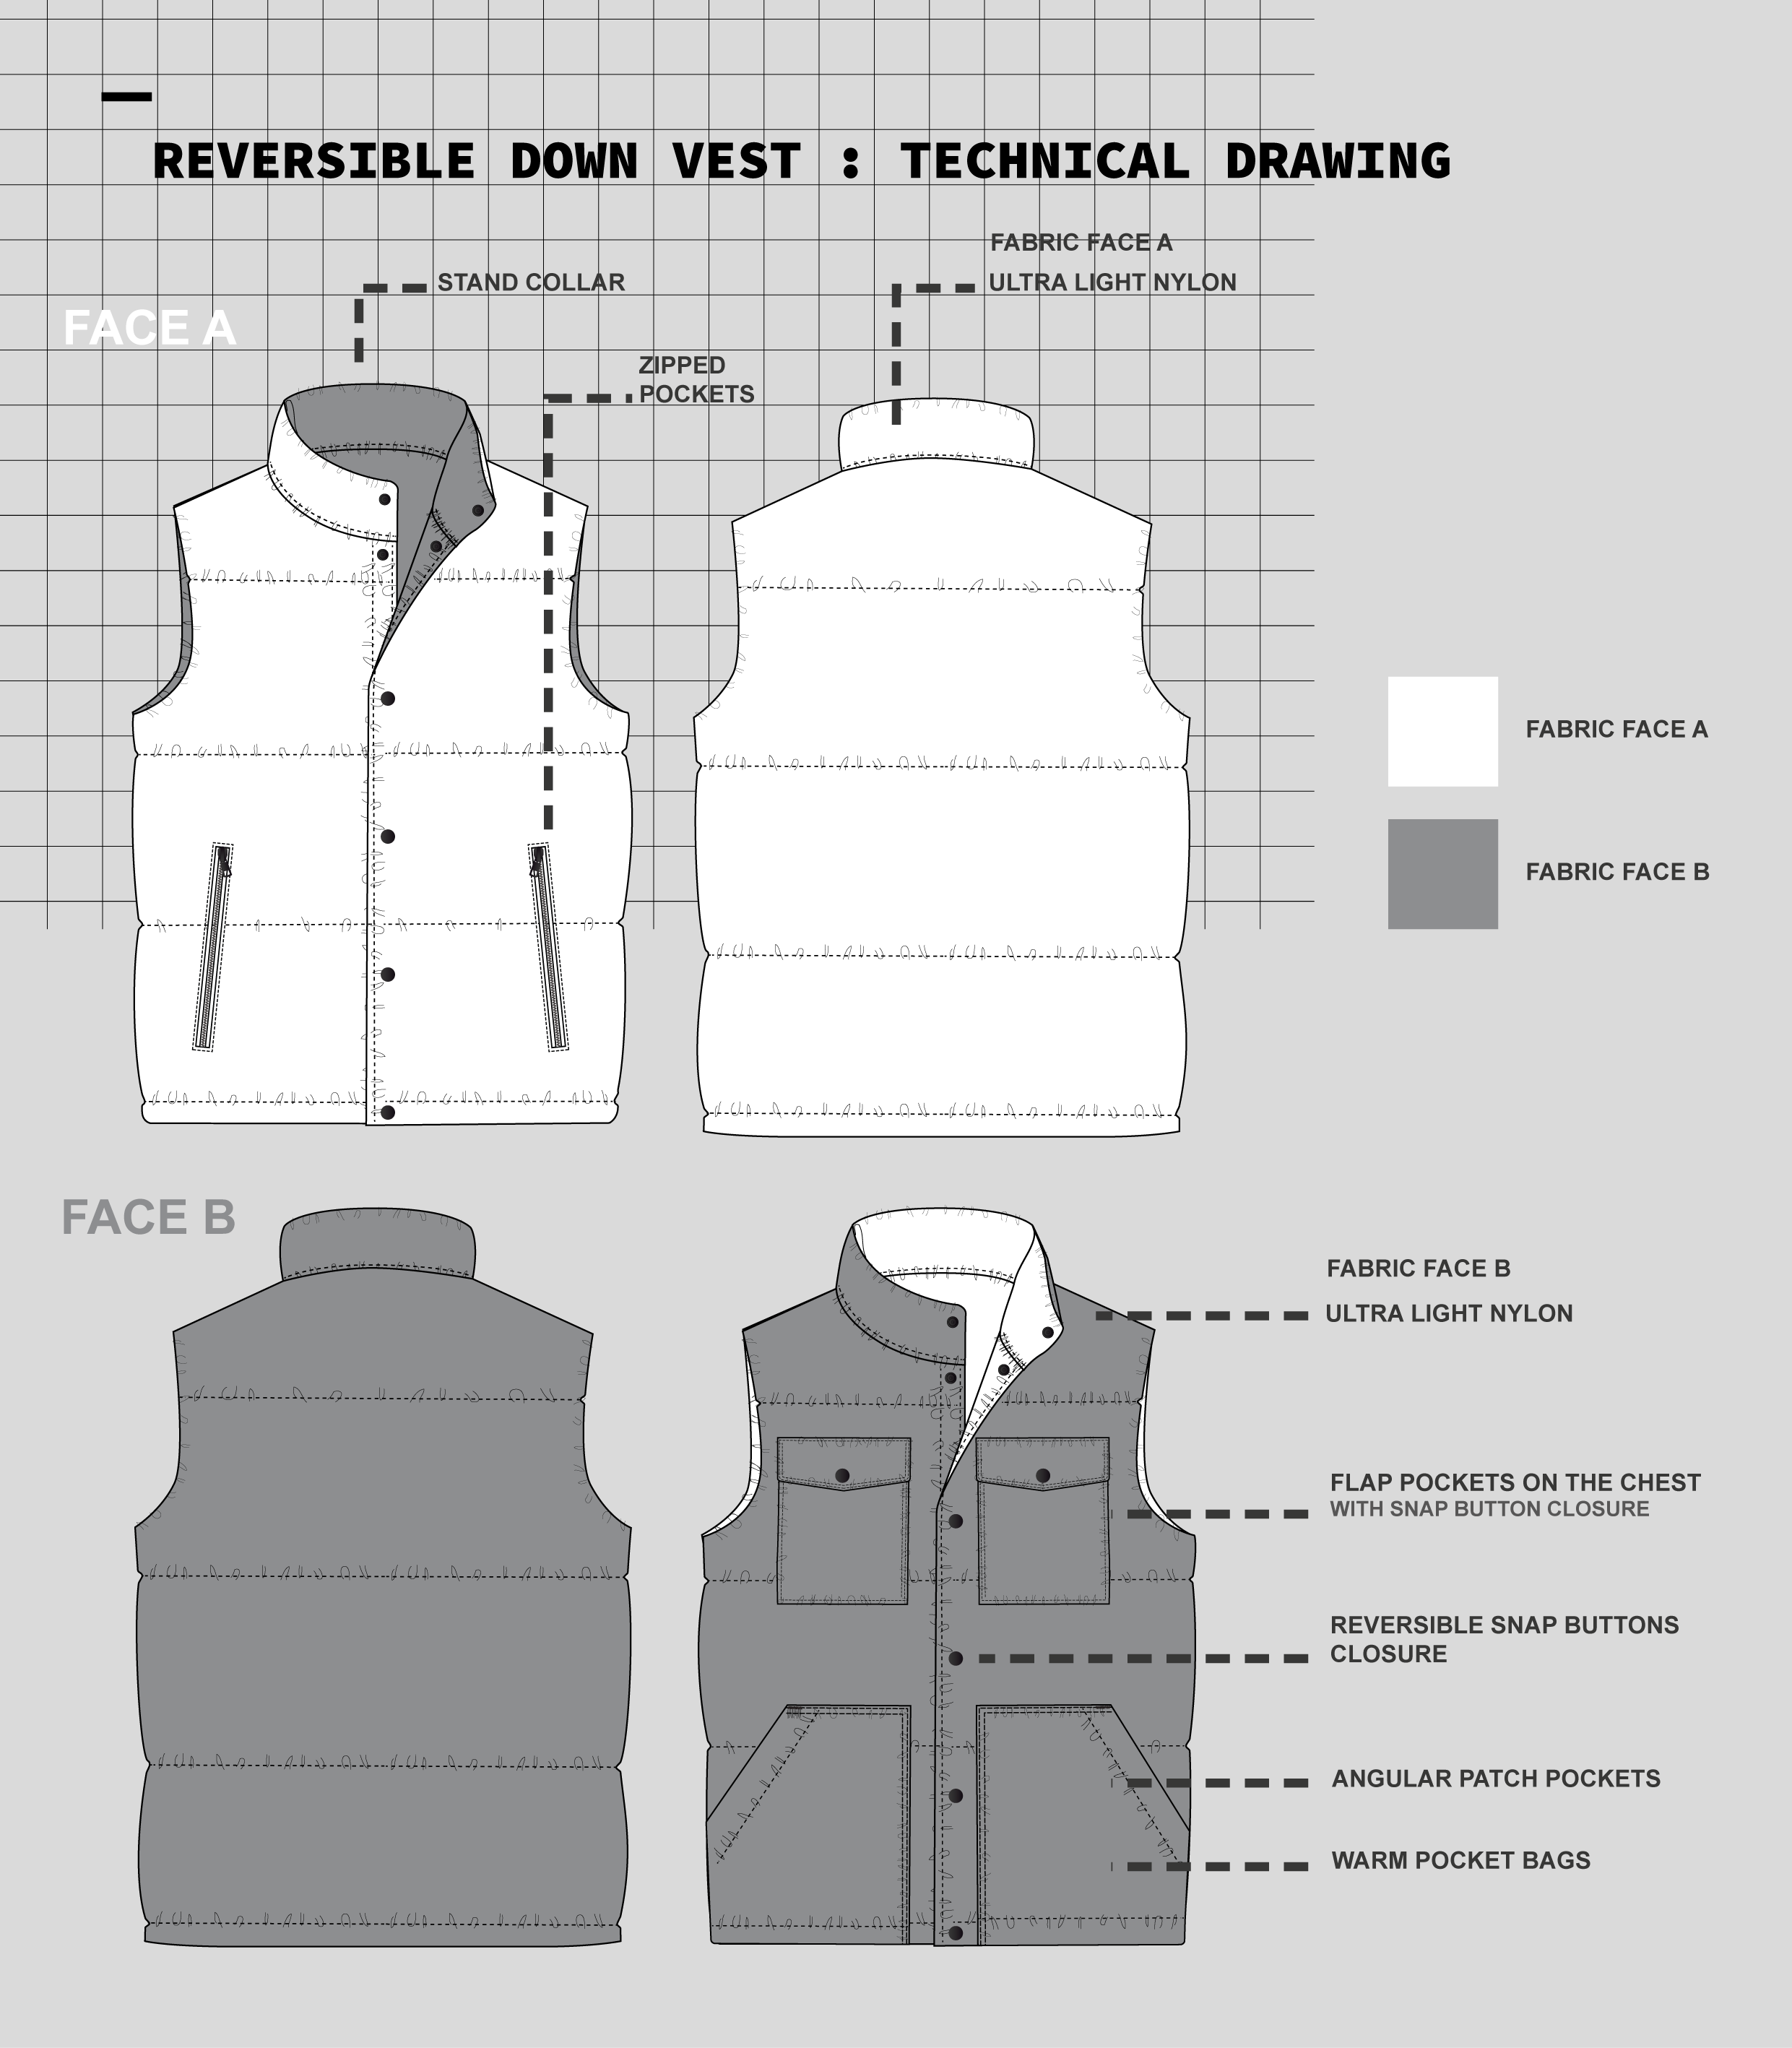 REVERSIBLE DOWN VEST : TECHNICAL DRAWING
FABRIC FACE A
STAND COLLAR
ULTRA LIGHT NYLON
FACE A
ZIPPED
POCKETS
FABRIC FACE A
FABRIC FACE B
FACE B
FABRIC FACE B
ULTRA LIGHT NYLON
FLAP POCKETS ON THE CHEST
WITH SNAP BUTTON CLOSURE
REVERSIBLE SNAP BUTTONS
CLOSURE
ANGULAR PATCH POCKETS
WARM POCKET BAGS